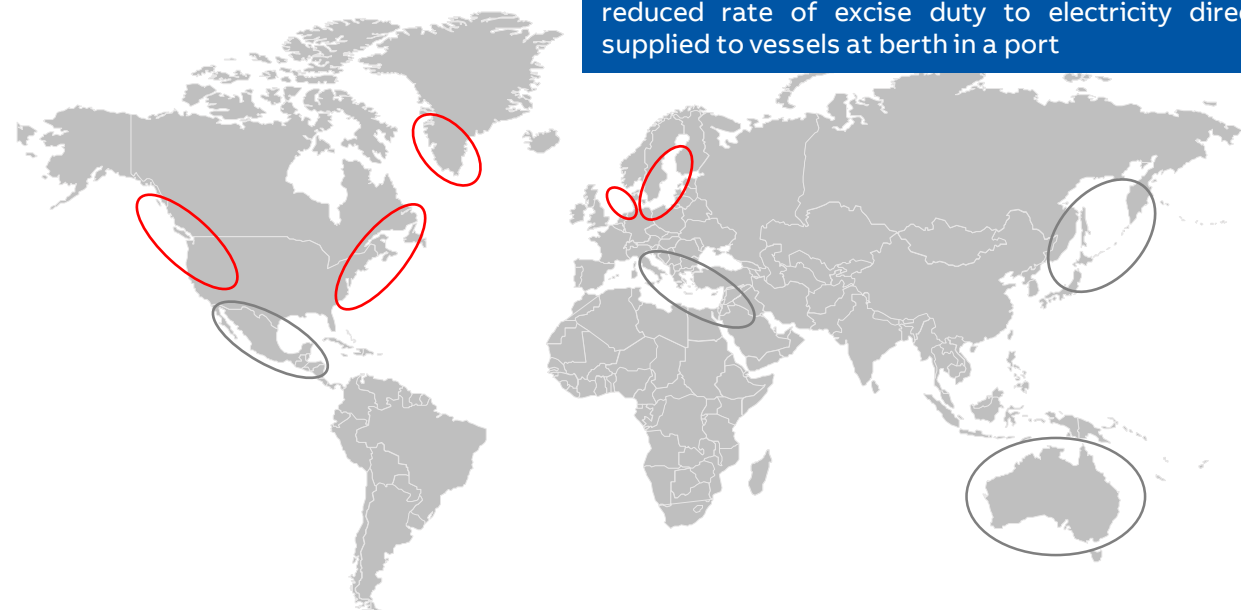 reduced rate of excise duty to electricity
supplied to vessels at berth in a port